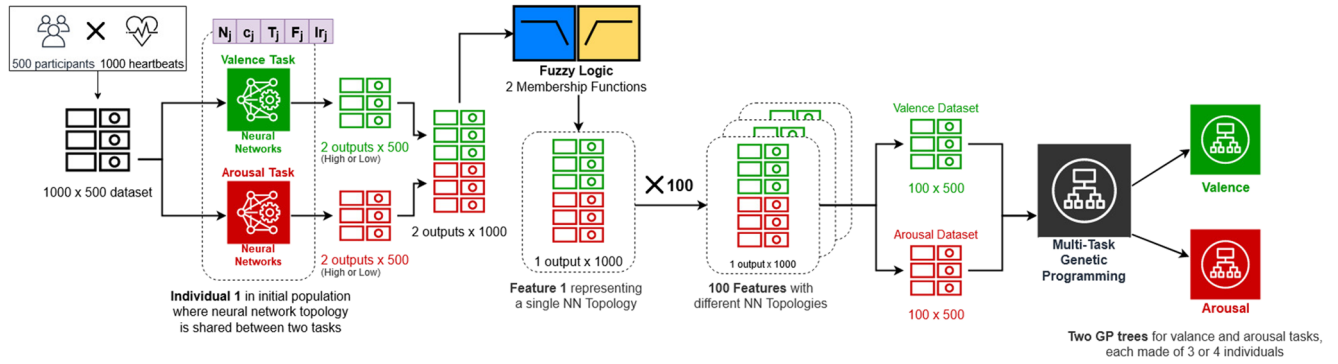 500 participants
1000 heartbeats
1000 x 500 dataset
Nj cj Tj Fj Irj
Valence Task
Neural
Networks
Arousal Task
Neural
Networks
Individual 1 in initial population
where neural network topology
is shared between two tasks
2 outputs x 500
(High or Low)
2 outputs x 500
(High or Low)
2 outputs x 1000
Fuzzy Logic
2 Membership Functions
1 output x 1000
Feature 1 representing
a single NN Topology
X 100
1 output x 1000
100 Features with
different NN Topologies
Valence Dataset
100 x 500
Arousal Dataset
100 x 500
Multi-Task
Genetic
Programming
Valence
Arousal
Two GP trees for valance and arousal tasks,
each made of 3 or 4 individuals